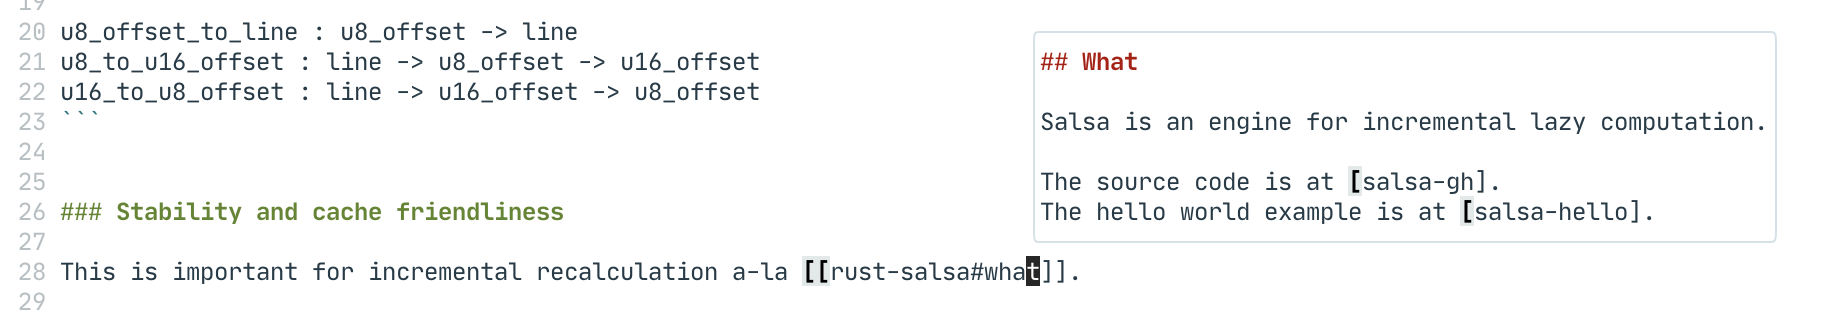 19
20 u8_offset_to_line : u8_offset -> line
21 u8_to_u16_offset : line -> u8_offset -> u16_offset
22 u16_to_u8_offset : line -> u16_offset -> u8_offset
23 ```
24
25
26 ### Stability and cache friendliness
27
28 This is important for incremental recalculation a-la [[rust-salsa#what]].
29
## What
Salsa is an engine for incremental lazy computation.
The source code is at [salsa-gh].
The hello world example is at [salsa-hello].